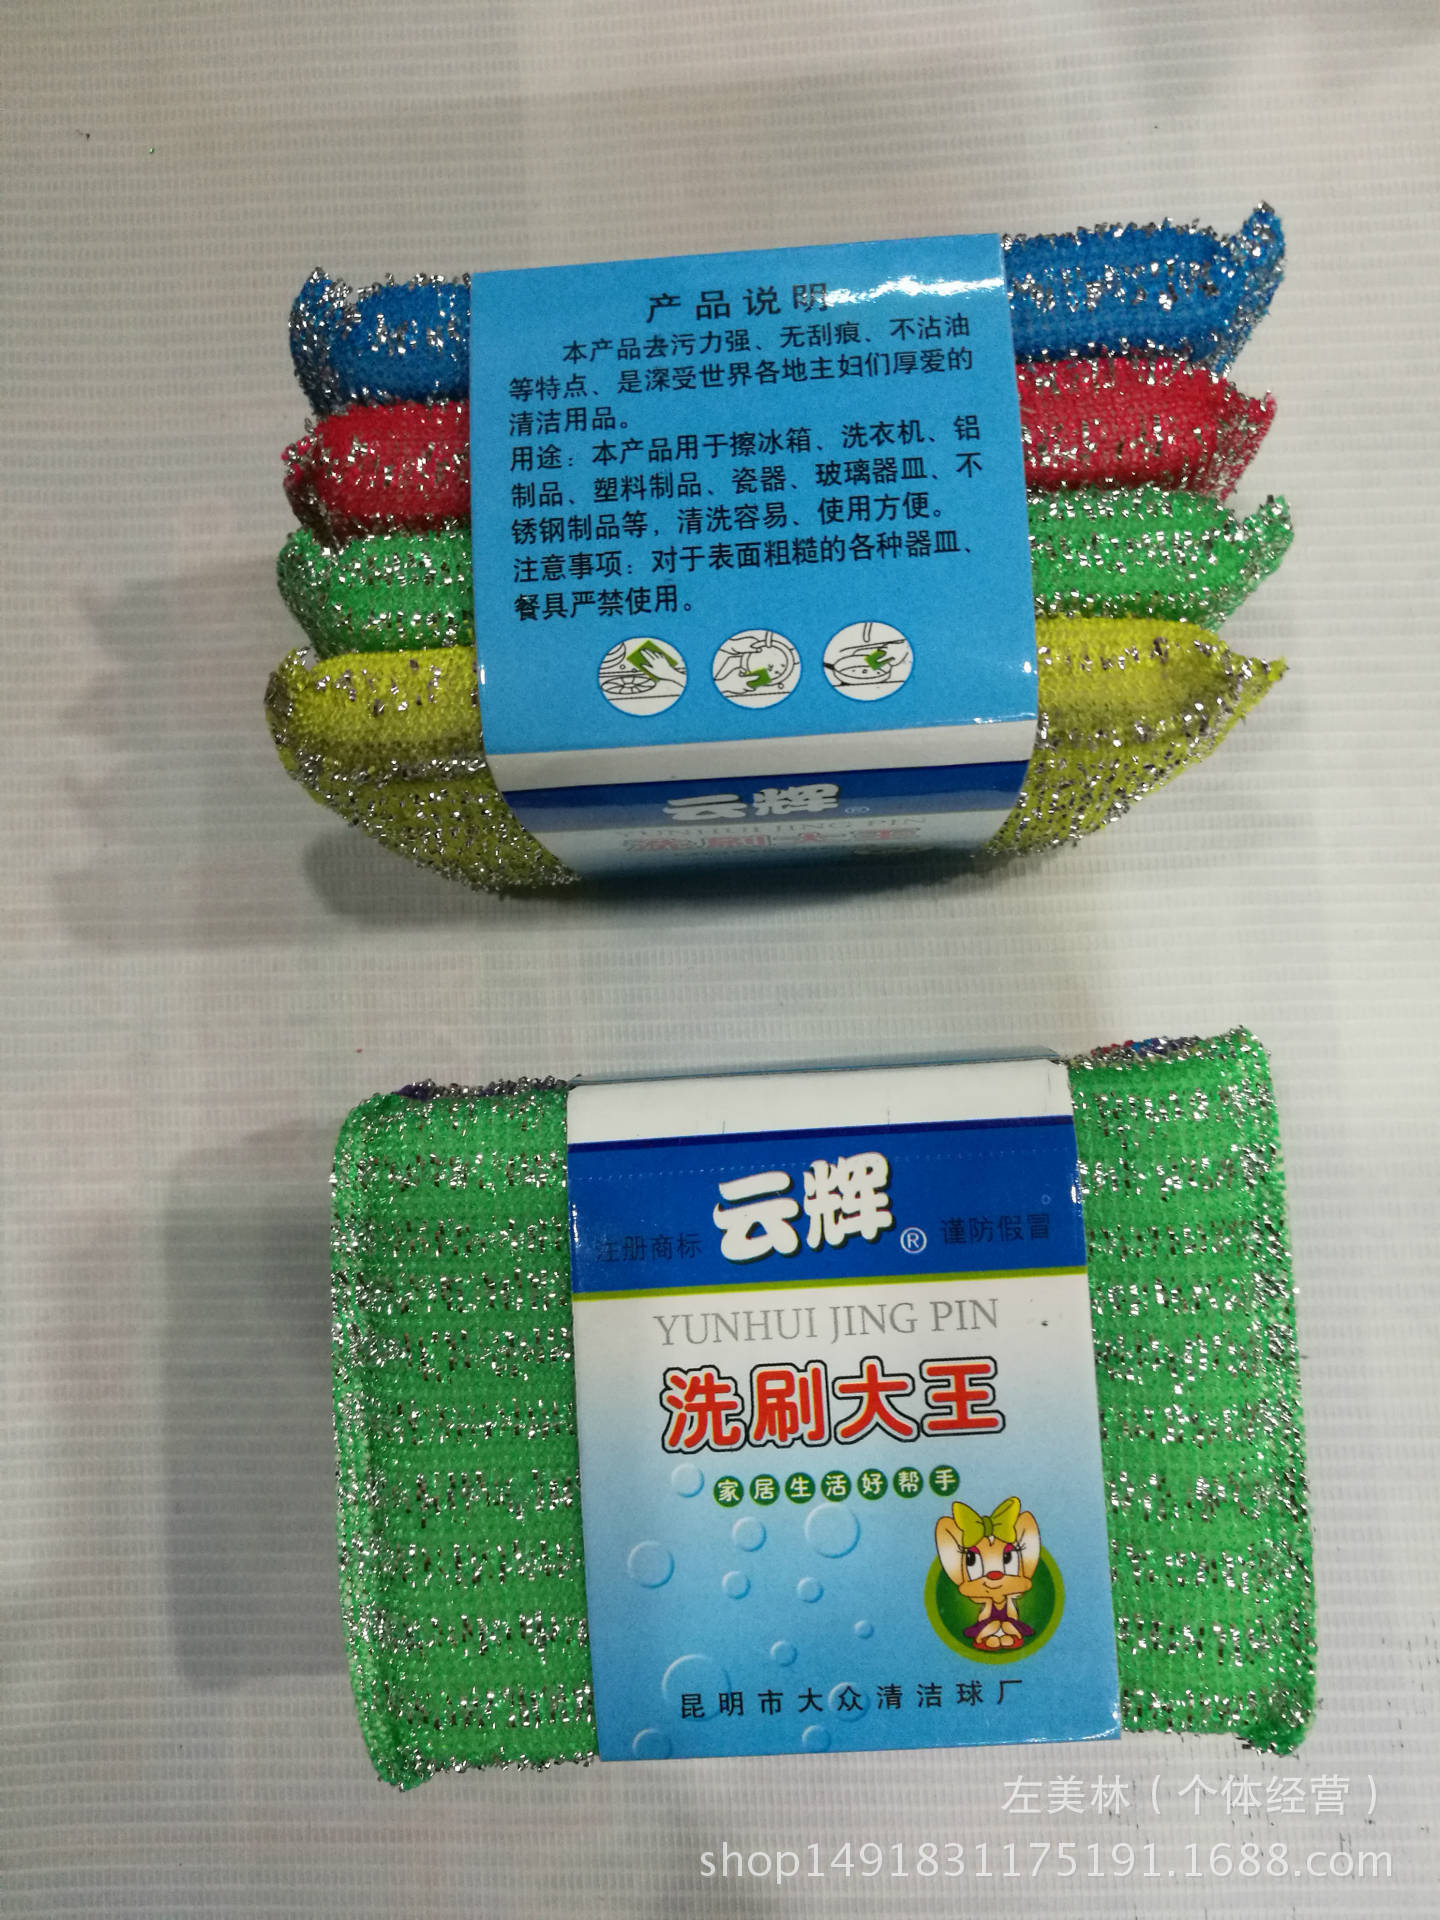 产品说明
本产品去污力强、无刮痕、不沾油
等特点、是深受世界各地主妇们厚爱的
清洁用品。
用途：本产品用于擦冰箱、洗衣机、铝
制品、塑料制品、瓷器、玻璃器皿、不
锈钢制品等，清洗容易、使用方便。
注意事项：对于表面粗糙的各种器皿、
餐具严禁使用。
云辉®
YUNHUI JING PIN
洗刷大王
注册商标 云辉® 谨防假冒
YUNHUI JING PIN
洗刷大王
家居生活好帮手
昆明市大众清洁球厂
左美林（个体经营）
shop1491831175191.1688.com